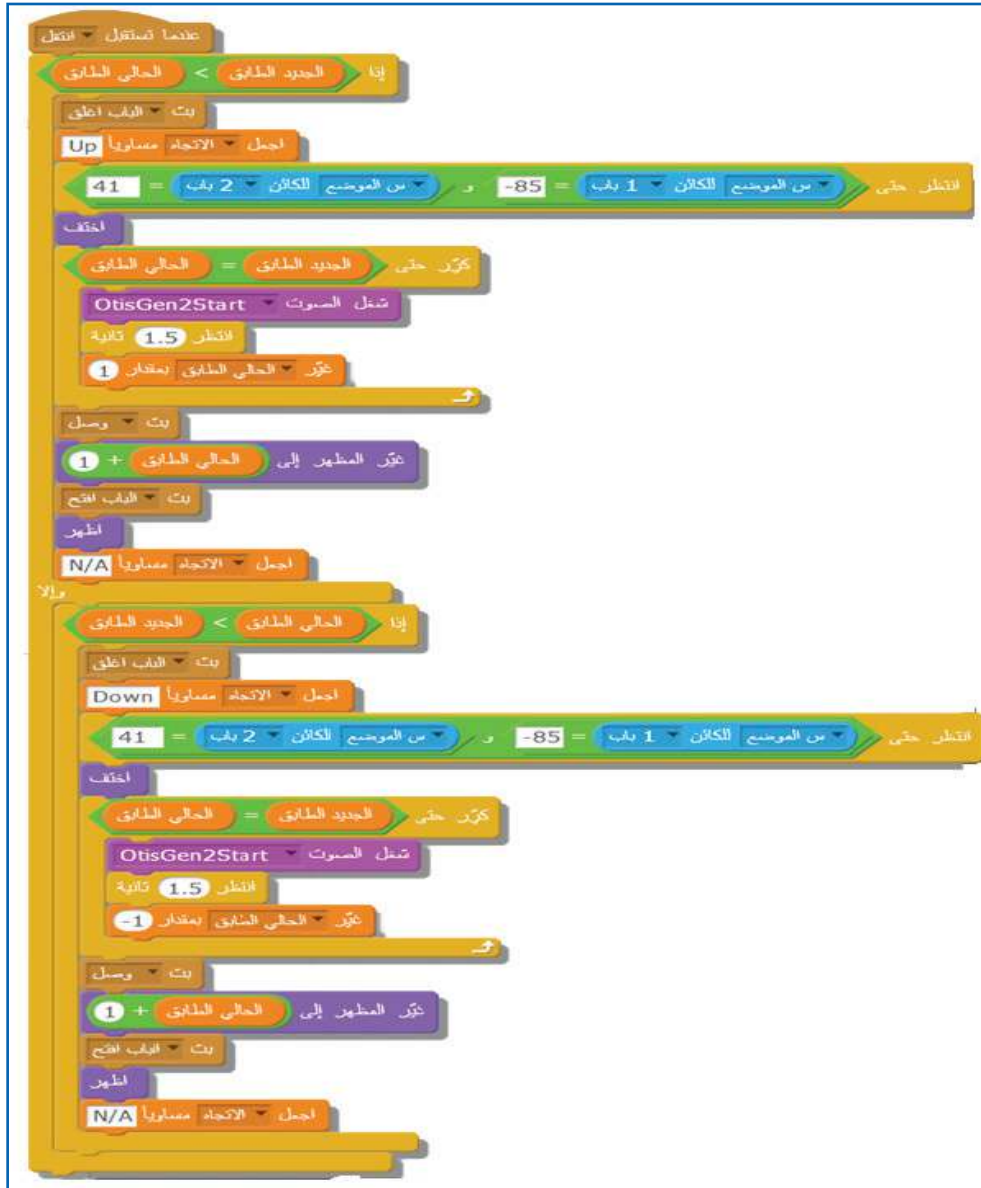 عندما تستقبل انتقل
إذا الجديد الطابق > الحالي الطابق
بث الباب اغلق
اجعل الاتجاه مساوياً Up
انتظر حتى س الموضع للكائن 1 باب = -85 و س الموضع للكائن 2 باب = 41
اختف
كرّر حتى الجديد الطابق = الحالي الطابق
شغل الصوت OtisGen2Start
انتظر 1.5 ثانية
غيّر الحالي الطابق بمقدار 1
بث وصل
غيّر المظهر إلى الحالي الطابق + 1
بث الباب افتح
اظهر
اجعل الاتجاه مساوياً N/A
وإلا
إذا الحالي الطابق > الجديد الطابق
بث الباب اغلق
اجعل الاتجاه مساوياً Down
انتظر حتى س الموضع للكائن 1 باب = -85 و س الموضع للكائن 2 باب = 41
اختف
كرّر حتى الجديد الطابق = الحالي الطابق
شغل الصوت OtisGen2Start
انتظر 1.5 ثانية
غيّر الحالي الطابق بمقدار -1
بث وصل
غيّر المظهر إلى الحالي الطابق + 1
بث الباب افتح
اظهر
اجعل الاتجاه مساوياً N/A